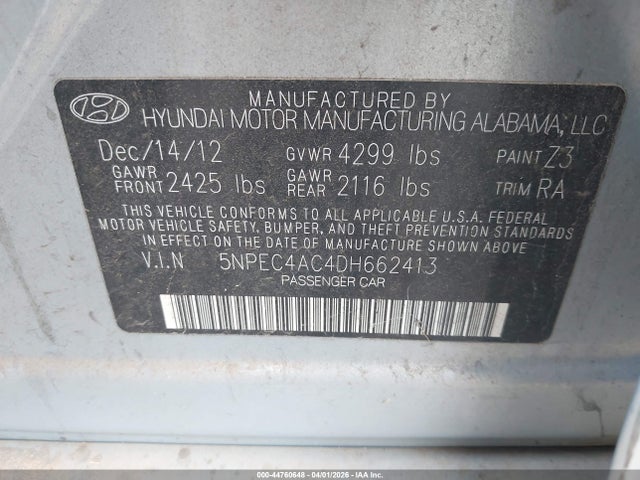 MANUFACTURED BY
HYUNDAI MOTOR MANUFACTURING ALABAMA, LLC
Dec/14/12 GVWR 4299 lbs PAINT Z3
GAWR FRONT 2425 lbs GAWR REAR 2116 lbs TRIM RA
THIS VEHICLE CONFORMS TO ALL APPLICABLE U.S.A. FEDERAL
MOTOR VEHICLE SAFETY, BUMPER, AND THEFT PREVENTION STANDARDS
IN EFFECT ON THE DATE OF MANUFACTURE SHOWN ABOVE
V.I.N 5NPEC4AC4DH662413
PASSENGER CAR
000-44760648 - 04/01/2026 - IAA Inc.